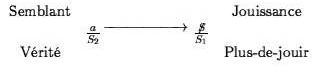 Semblant Jouissance
a → $
S₂ S₁
Vérité Plus-de-jouir